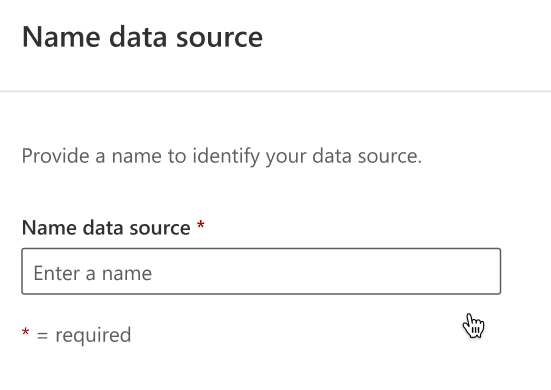 Name data source
Provide a name to identify your data source.
Name data source *
Enter a name
* = required